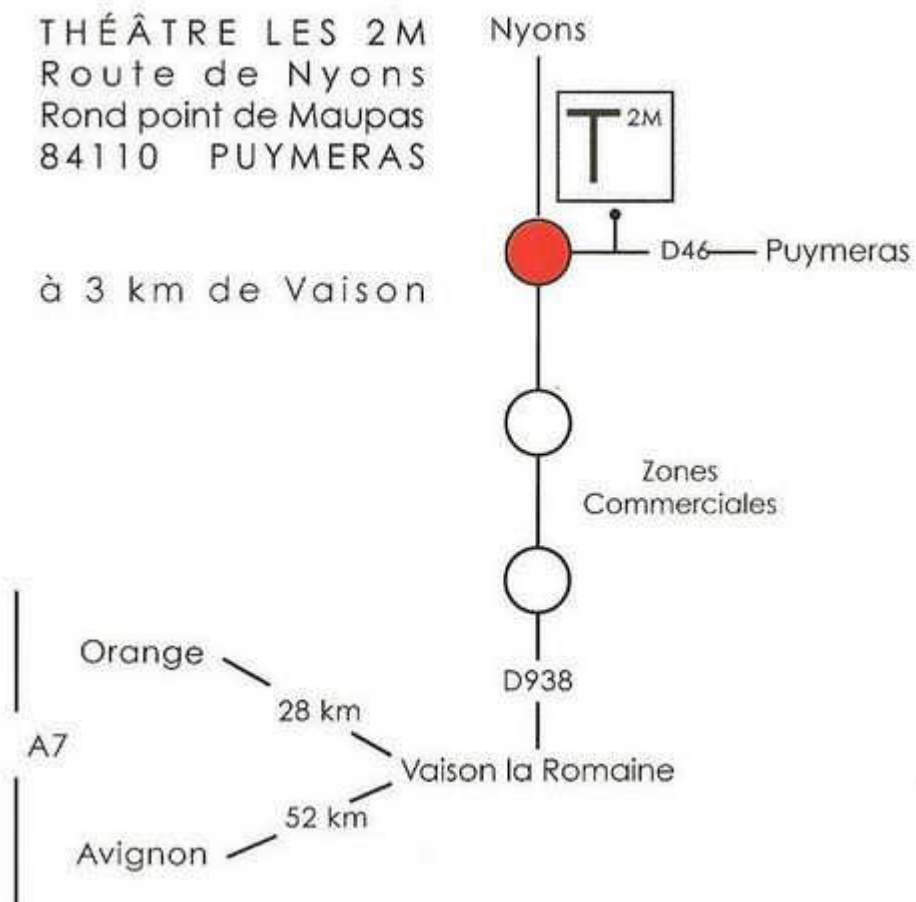 THÉÂTRE LES 2M
Route de Nyons
Rond point de Maupas
84110 PUYMERAS
à 3 km de Vaison
Nyons
T 2M
D46 Puymeras
Zones
Commerciales
D938
Orange
28 km
A7
Vaison la Romaine
52 km
Avignon